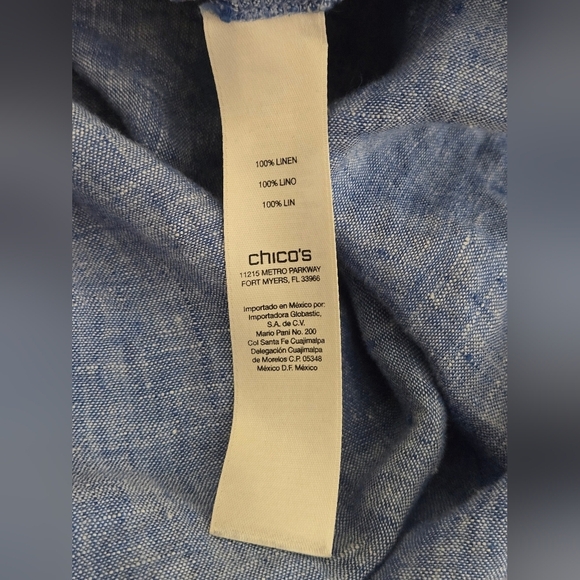 100% LINEN
100% LINO
100% LIN
chico's
11215 METRO PARKWAY
FORT MYERS, FL 33966
Importado en México por:
Importadora Globastic,
S.A. de C.V.
Mario Pani No. 200
Col Santa Fe Cuajimalpa
Delegación Cuajimalpa
de Morelos C.P. 05348
México D.F. México